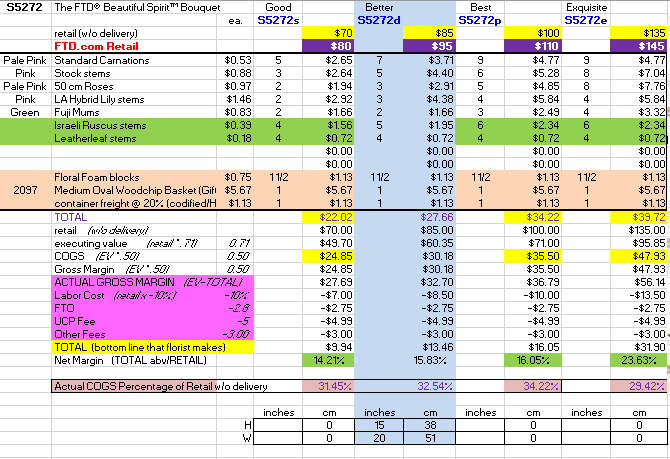 S5272 The FTD® Beautiful Spirit™ Bouquet Good Better Best Exquisite
ea. S5272s S5272d S5272p S5272e
retail (w/o delivery) $70 $85 $100 $135
FTD.com Retail $80 $95 $110 $145
Pale Pink Standard Carnations $0.53 5 $2.65 7 $3.71 9 $4.77 9 $4.77
Pink Stock stems $0.88 3 $2.64 5 $4.40 6 $5.28 8 $7.04
Pale Pink 50 cm Roses $0.97 2 $1.94 3 $2.91 5 $4.85 8 $7.76
Pink LA Hybrid Lily stems $1.46 2 $2.92 3 $4.38 4 $5.84 4 $5.84
Green Fuji Mums $0.83 2 $1.66 2 $1.66 3 $2.49 4 $3.32
Israeli Ruscus stems $0.39 4 $1.56 5 $1.95 6 $2.34 6 $2.34
Leatherleaf stems $0.18 4 $0.72 4 $0.72 4 $0.72 4 $0.72
$0.00 $0.00 $0.00 $0.00
$0.00 $0.00 $0.00 $0.00
Floral Foam blocks $0.75 11/2 $1.13 11/2 $1.13 11/2 $1.13 11/2 $1.13
2097 Medium Oval Woodchip Basket (Gift $5.67 1 $5.67 1 $5.67 1 $5.67 1 $5.67
container freight @ 20% (codified/H $1.13 1 $1.13 1 $1.13 1 $1.13 1 $1.13
TOTAL $22.02 $27.66 $34.22 $39.72
retail (w/o delivery) $70.00 $85.00 $100.00 $135.00
executing value (retail *.71) 0.71 $49.70 $60.35 $71.00 $95.85
COGS (EV *.50) 0.50 $24.85 $30.18 $35.50 $47.93
Gross Margin (EV *.50) 0.50 $24.85 $30.18 $35.50 $47.93
ACTUAL GROSS MARGIN (EV-TOTAL) $27.69 $32.70 $36.79 $56.14
Labor Cost (retail x -10%) -10% -$7.00 -$8.50 -$10.00 -$13.50
FTO -2.8 -$2.75 -$2.75 -$2.75 -$2.75
UCP Fee -5 -$4.99 -$4.99 -$4.99 -$4.99
Other Fees -3.00 -$3.00 -$3.00 -$3.00 -$3.00
TOTAL (bottom line that florist makes) $9.94 $13.46 $16.05 $31.90
Net Margin (TOTAL abv/RETAIL) 14.21% 15.83% 16.05% 23.63%
Actual COGS Percentage of Retail w/o delivery 31.45% 32.54% 34.22% 29.42%
inches cm inches cm inches cm inches cm
H 0 15 38 0 0
W 0 20 51 0 0